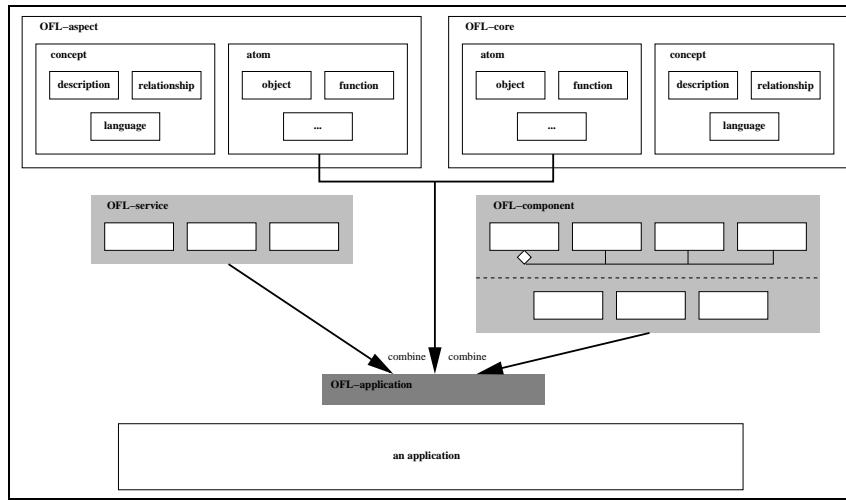 OFL–aspect
concept
description
relationship
language
atom
object
function
...
OFL–core
atom
object
function
...
concept
description
relationship
language
OFL–service
OFL–component
combine
combine
OFL–application
an application